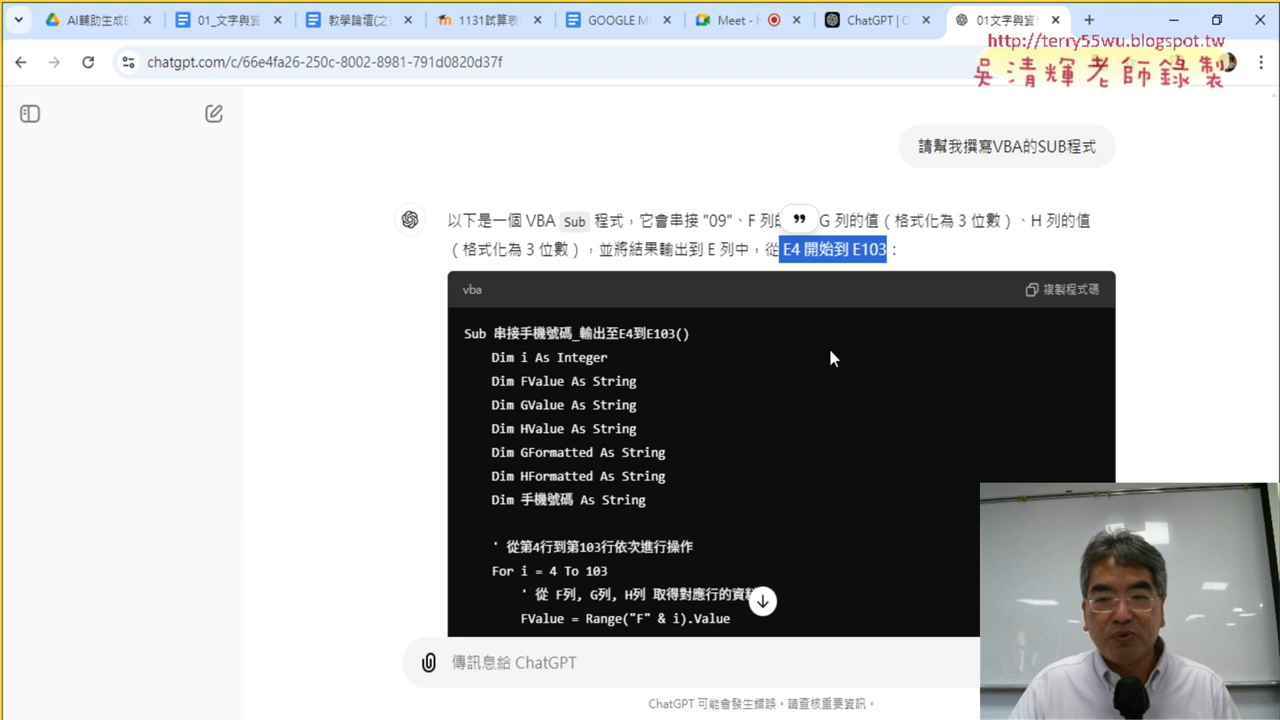 AI輔助生成E
01_文字與資
教學論壇(之
1131試算表
GOOGLE M
Meet -
ChatGPT | C
01文字與資
http://terry55wu.blogspot.tw
chatgpt.com/c/66e4fa26-250c-8002-8981-791d0820d37f
吳清輝老師錄製
請幫我撰寫VBA的SUB程式
以下是一個 VBA Sub 程式，它會串接 "09"、F 列的 G 列的值（格式化為 3 位數）、H 列的值
（格式化為 3 位數），並將結果輸出到 E 列中，從 E4 開始到 E103：
vba
複製程式碼
Sub 串接手機號碼_輸出至E4到E103()
Dim i As Integer
Dim FValue As String
Dim GValue As String
Dim HValue As String
Dim GFormatted As String
Dim HFormatted As String
Dim 手機號碼 As String
' 從第4行到第103行依次進行操作
For i = 4 To 103
' 從 F列, G列, H列 取得對應行的資料
FValue = Range("F" & i).Value
傳訊息給 ChatGPT
ChatGPT 可能會發生錯誤。請查核重要資訊。